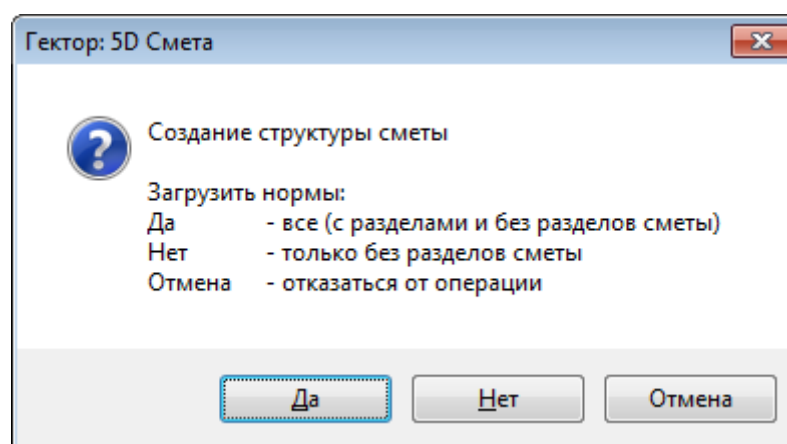 Гектор: 5D Смета
Создание структуры сметы
Загрузить нормы:
Да - все (с разделами и без разделов сметы)
Нет - только без разделов сметы
Отмена - отказаться от операции
Да Нет Отмена